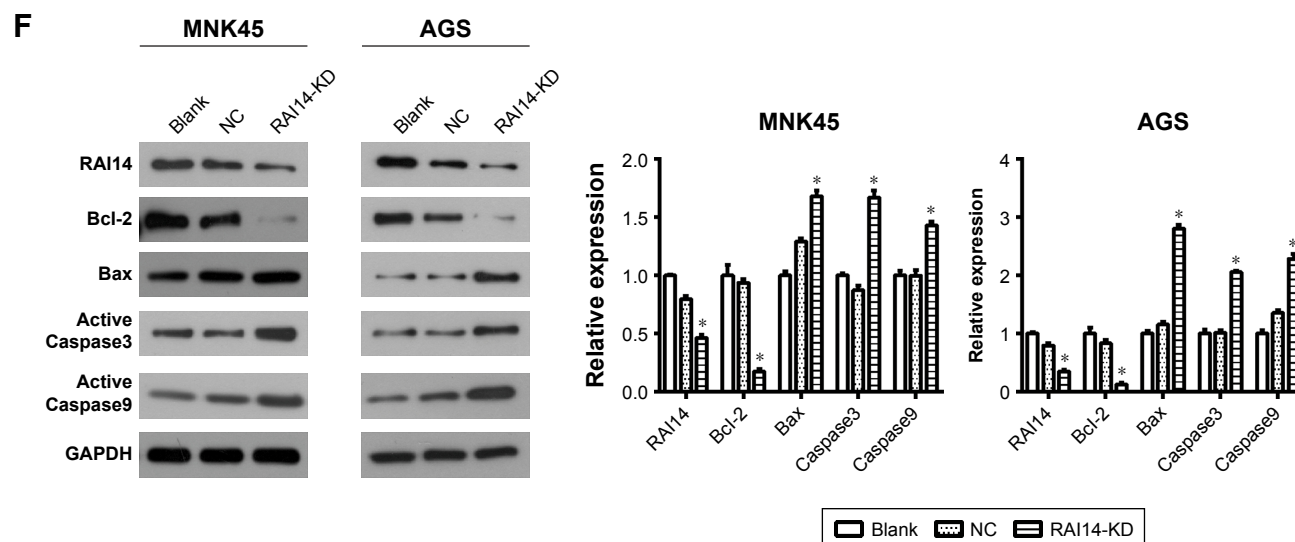 F
MNK45
AGS
Blank
NC
RAI14-KD
Blank
NC
RAI14-KD
RAI14
Bcl-2
Bax
Active
Caspase3
Active
Caspase9
GAPDH
MNK45
Relative expression
2.0
1.5
1.0
0.5
0.0
*
*
*
*
*
RAI14
Bcl-2
Bax
Caspase3
Caspase9
AGS
Relative expression
4
3
2
1
0
*
*
*
*
*
RAI14
Bcl-2
Bax
Caspase3
Caspase9
Blank NC RAI14-KD